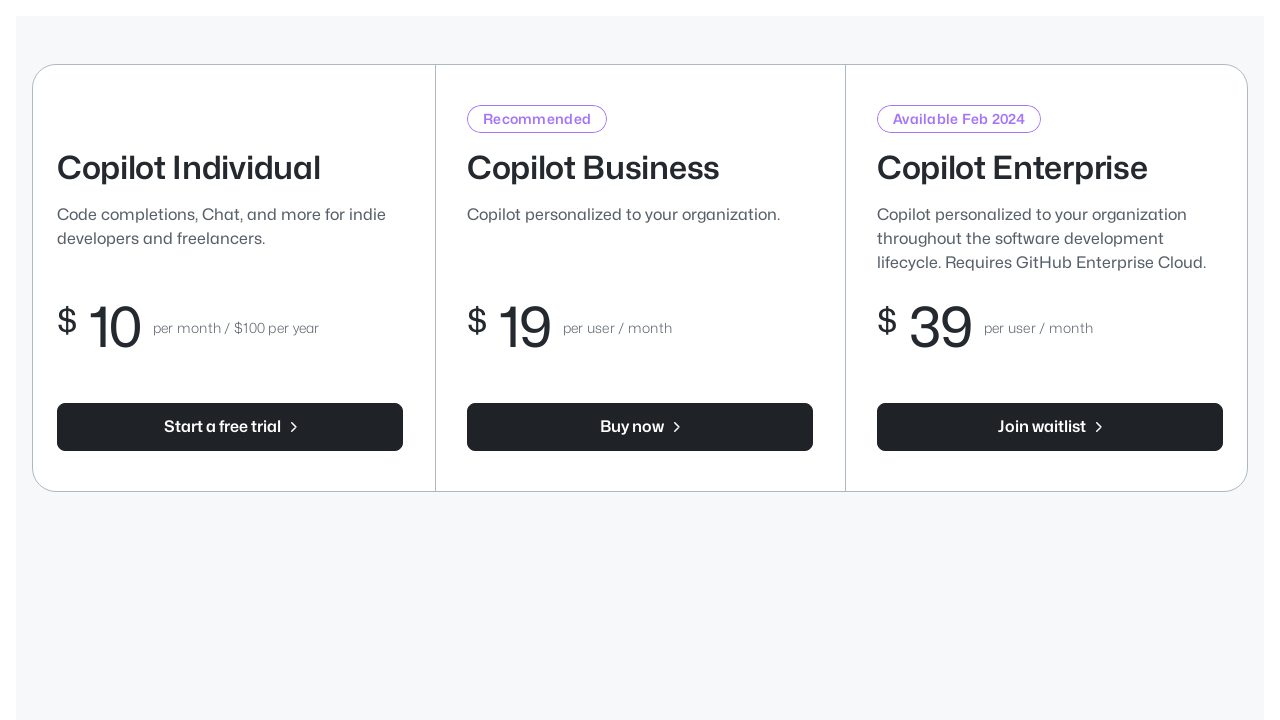 Copilot Individual
Code completions, Chat, and more for indie
developers and freelancers.
$ 10 per month / $100 per year
Start a free trial
Recommended
Copilot Business
Copilot personalized to your organization.
$ 19 per user / month
Buy now
Available Feb 2024
Copilot Enterprise
Copilot personalized to your organization
throughout the software development
lifecycle. Requires GitHub Enterprise Cloud.
$ 39 per user / month
Join waitlist